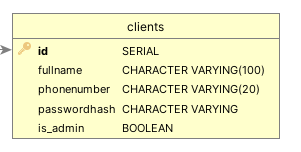 clients
id SERIAL
fullname CHARACTER VARYING(100)
phonenumber CHARACTER VARYING(20)
passwordhash CHARACTER VARYING
is_admin BOOLEAN